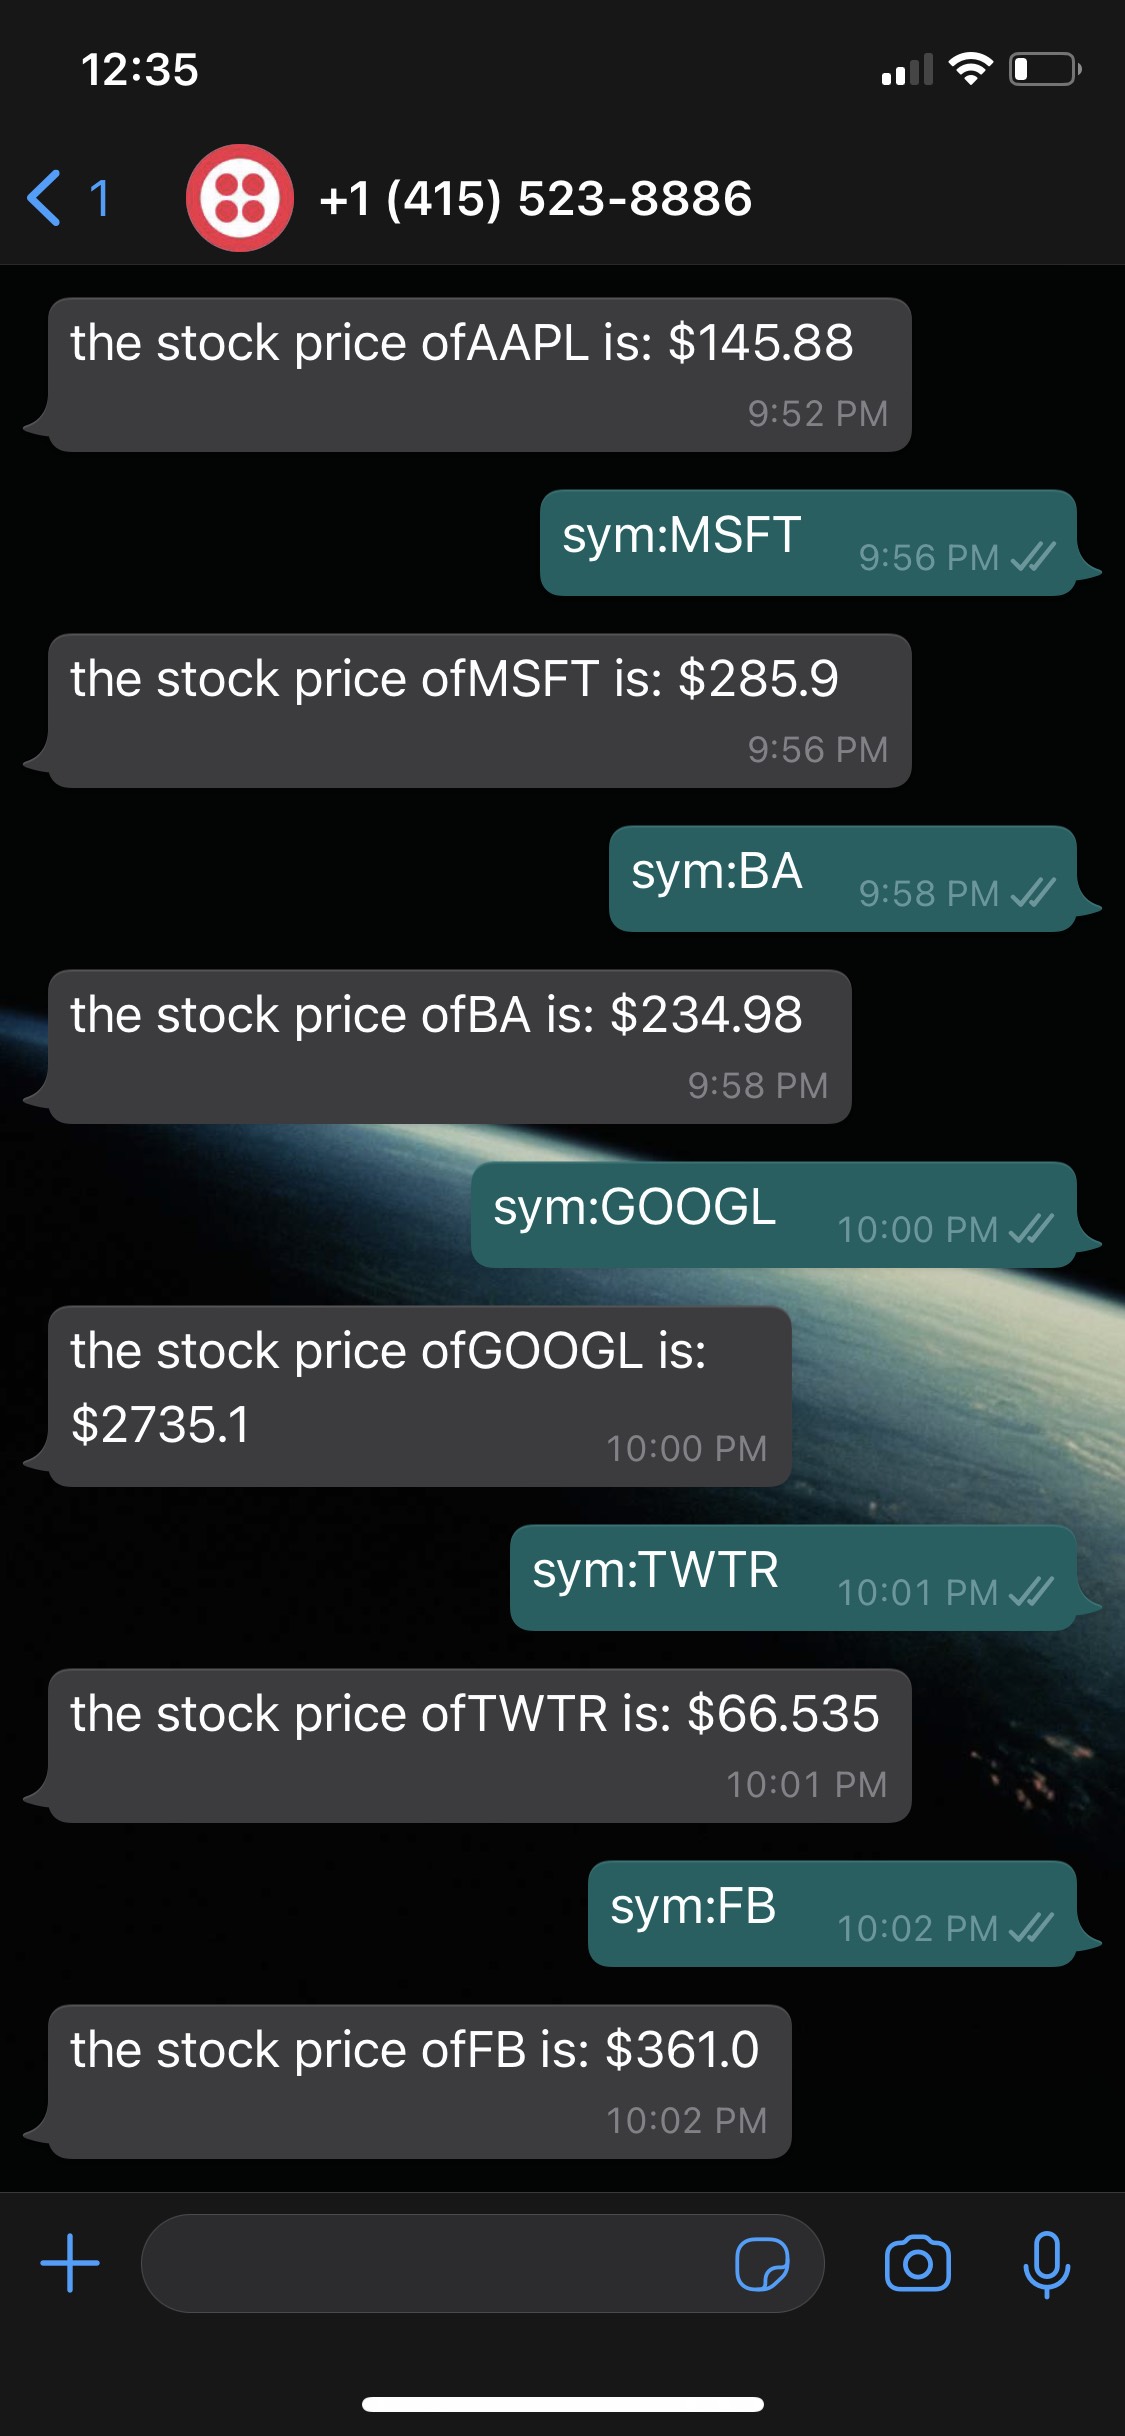 12:35
1
+1 (415) 523-8886
the stock price ofAAPL is: $145.88
9:52 PM
sym:MSFT
9:56 PM
the stock price ofMSFT is: $285.9
9:56 PM
sym:BA
9:58 PM
the stock price ofBA is: $234.98
9:58 PM
sym:GOOGL
10:00 PM
the stock price ofGOOGL is:
$2735.1
10:00 PM
sym:TWTR
10:01 PM
the stock price ofTWTR is: $66.535
10:01 PM
sym:FB
10:02 PM
the stock price ofFB is: $361.0
10:02 PM